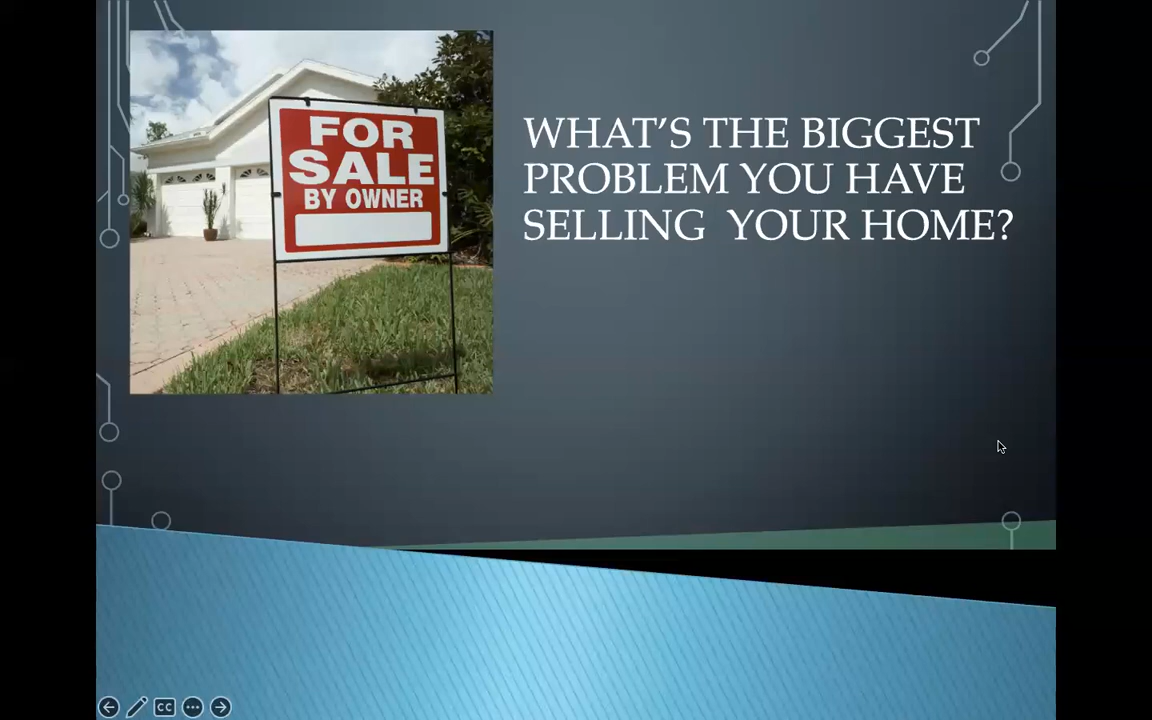 FOR
SALE
BY OWNER
WHAT’S THE BIGGEST
PROBLEM YOU HAVE
SELLING  YOUR HOME?
CC